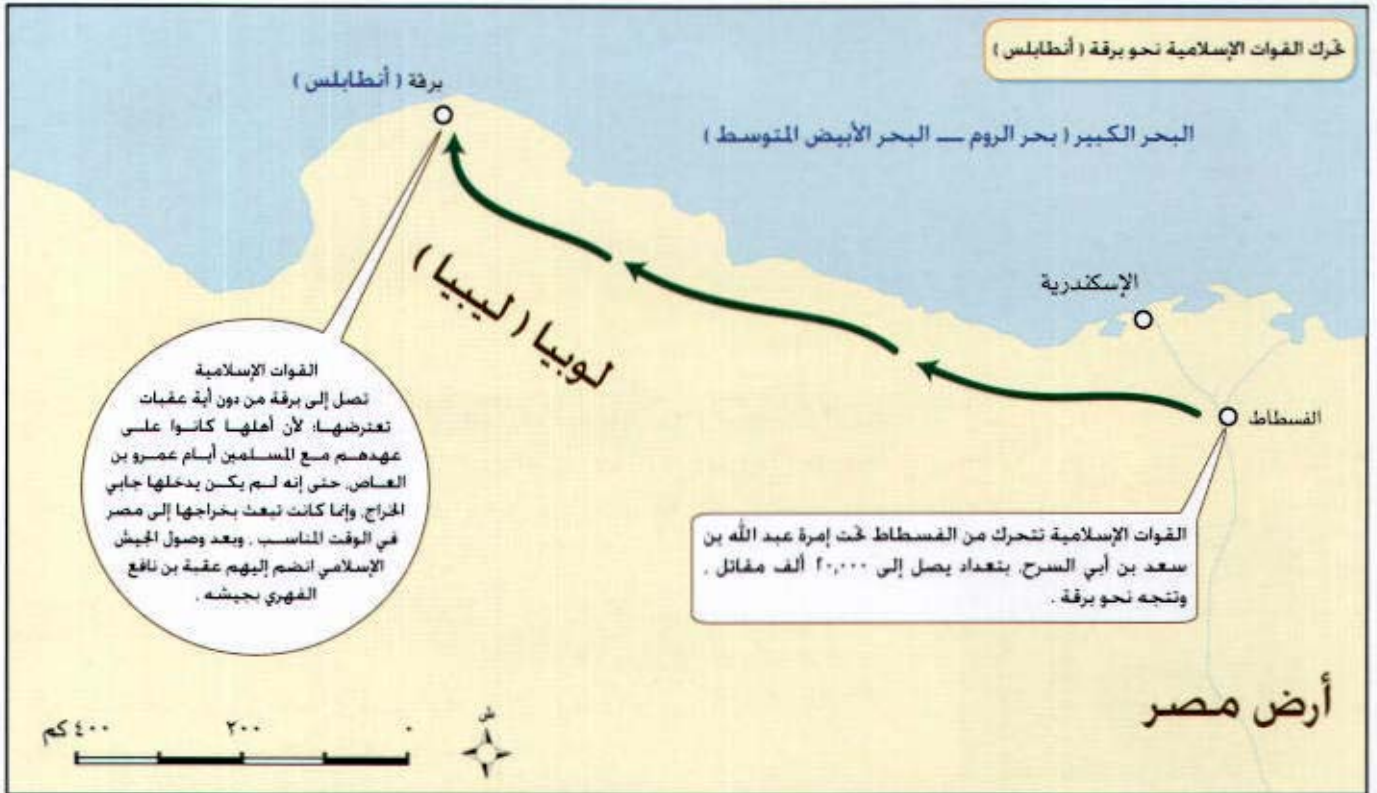 تحرك القوات الإسلامية نحو برقة ( أنطابلس )
برقة ( أنطابلس )
البحر الكبير ( بحر الروم — البحر الأبيض المتوسط )
الإسكندرية
الفسطاط
لوبيا ( ليبيا )
القوات الإسلامية
تصل إلى برقة من دون أية عقبات
تعترضها؛ لأن أهلها كانوا على
عهدهم مع المسلمين أيام عمرو بن
العاص، حتى إنه لم يكن يدخلها جابي
الخراج، وإنما كانت تبعث بخراجها إلى مصر
في الوقت المناسب . وبعد وصول الجيش
الإسلامي انضم إليهم عقبة بن نافع
الفهري بجيشه .
القوات الإسلامية تتحرك من الفسطاط تحت إمرة عبد الله بن
سعد بن أبي السرح، بتعداد يصل إلى ٢٠,٠٠٠ ألف مقاتل ,
وتتجه نحو برقة .
أرض مصر
ش
٠ ٢٠٠ ٤٠٠ كم